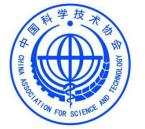 中国科学技术协会
CHINA ASSOCIATION FOR SCIENCE AND TECHNOLOGY